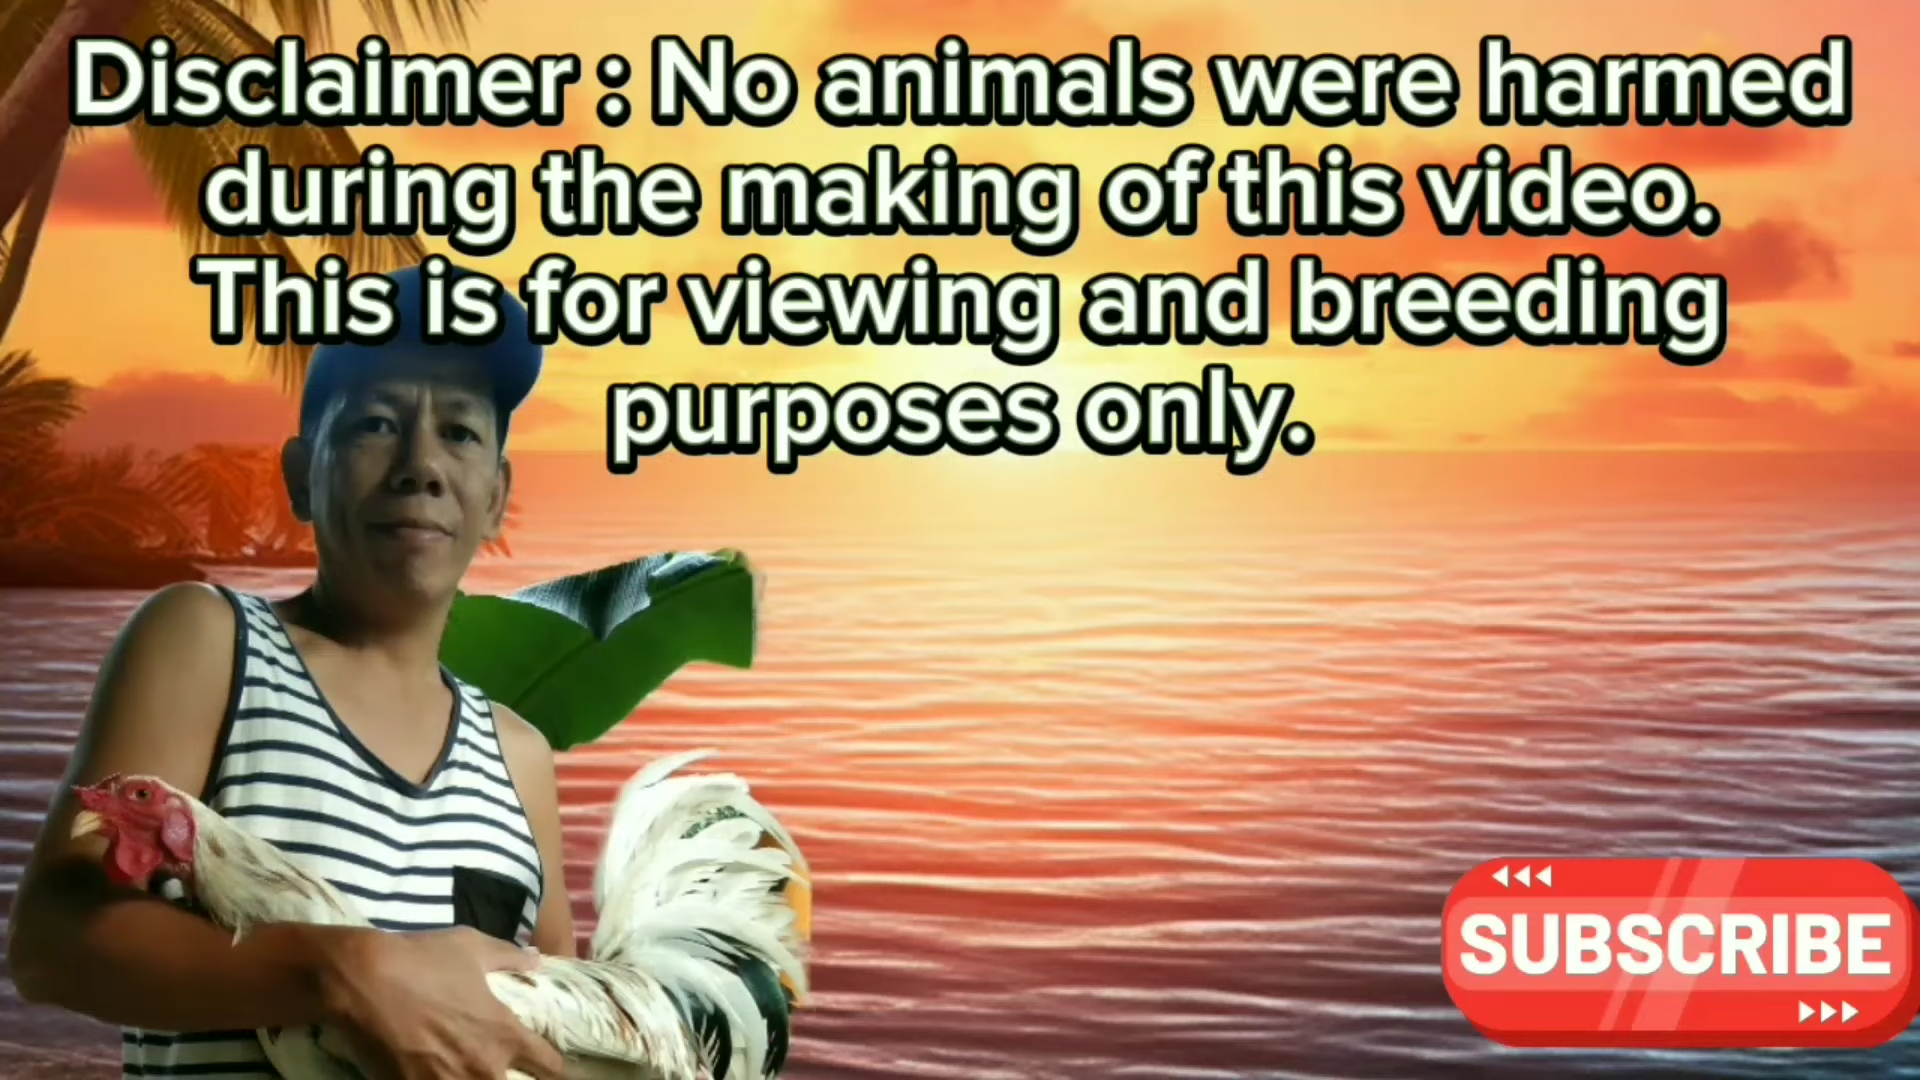 Disclaimer : No animals were harmed
during the making of this video.
This is for viewing and breeding
purposes only.
SUBSCRIBE